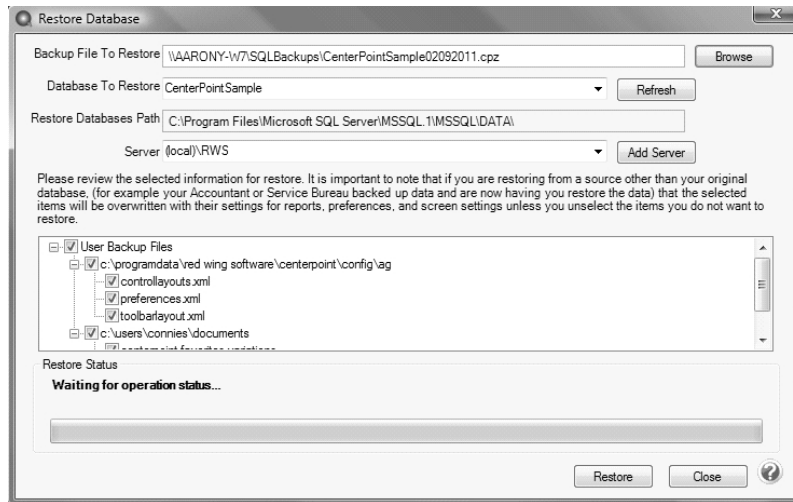 Restore Database
Backup File To Restore \\AARONY-W7\SQLBackups\CenterPointSample02092011.cpz Browse
Database To Restore CenterPointSample Refresh
Restore Databases Path C:\Program Files\Microsoft SQL Server\MSSQL.1\MSSQL\DATA\
Server (local)\RWS Add Server
Please review the selected information for restore. It is important to note that if you are restoring from a source other than your original
database, (for example your Accountant or Service Bureau backed up data and are now having you restore the data) that the selected
items will be overwritten with their settings for reports, preferences, and screen settings unless you unselect the items you do not want to
restore.
User Backup Files
c:\programdata\red wing software\centerpoint\config\ag
controllayouts.xml
preferences.xml
toolbarlayout.xml
c:\users\connies\documents
Restore Status
Waiting for operation status...
Restore Close ?